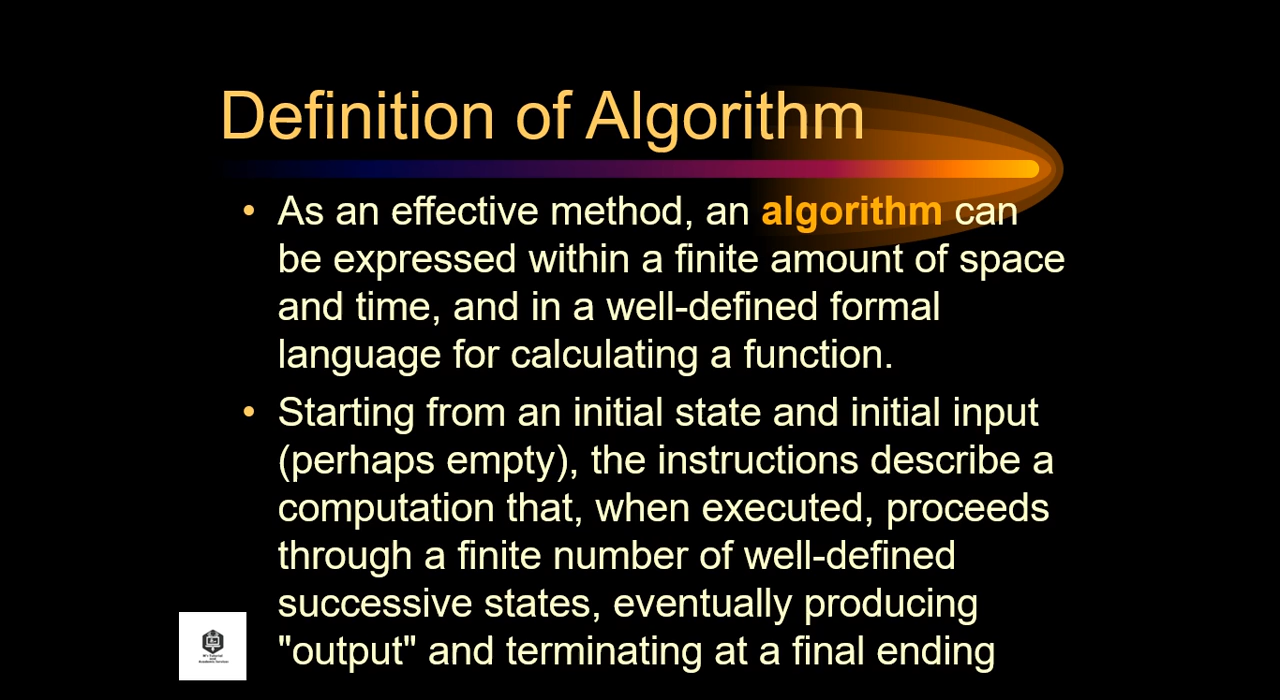 Definition of Algorithm
• As an effective method, an algorithm can
be expressed within a finite amount of space
and time, and in a well-defined formal
language for calculating a function.
• Starting from an initial state and initial input
(perhaps empty), the instructions describe a
computation that, when executed, proceeds
through a finite number of well-defined
successive states, eventually producing
"output" and terminating at a final ending